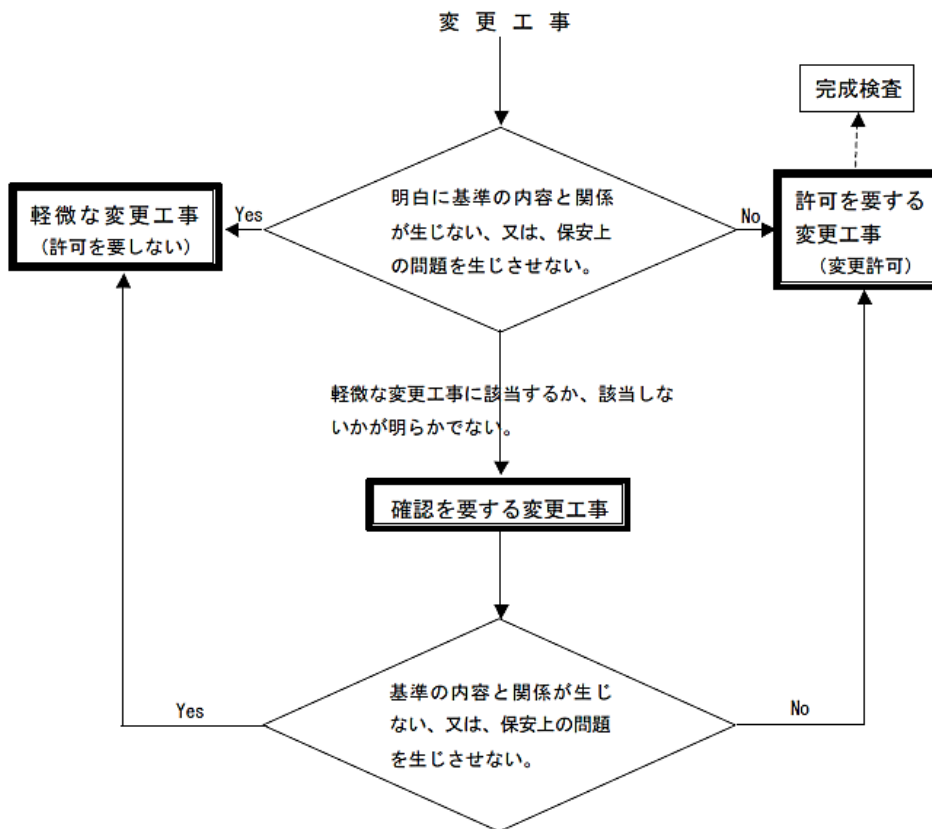 変更工事
完成検査
明白に基準の内容と関係
が生じない、又は、保安上
の問題を生じさせない。
Yes
No
軽微な変更工事
(許可を要しない)
許可を要する
変更工事
(変更許可)
軽微な変更工事に該当するか、該当しな
いかが明らかでない。
確認を要する変更工事
基準の内容と関係が生じ
ない、又は、保安上の問題
を生じさせない。
Yes
No